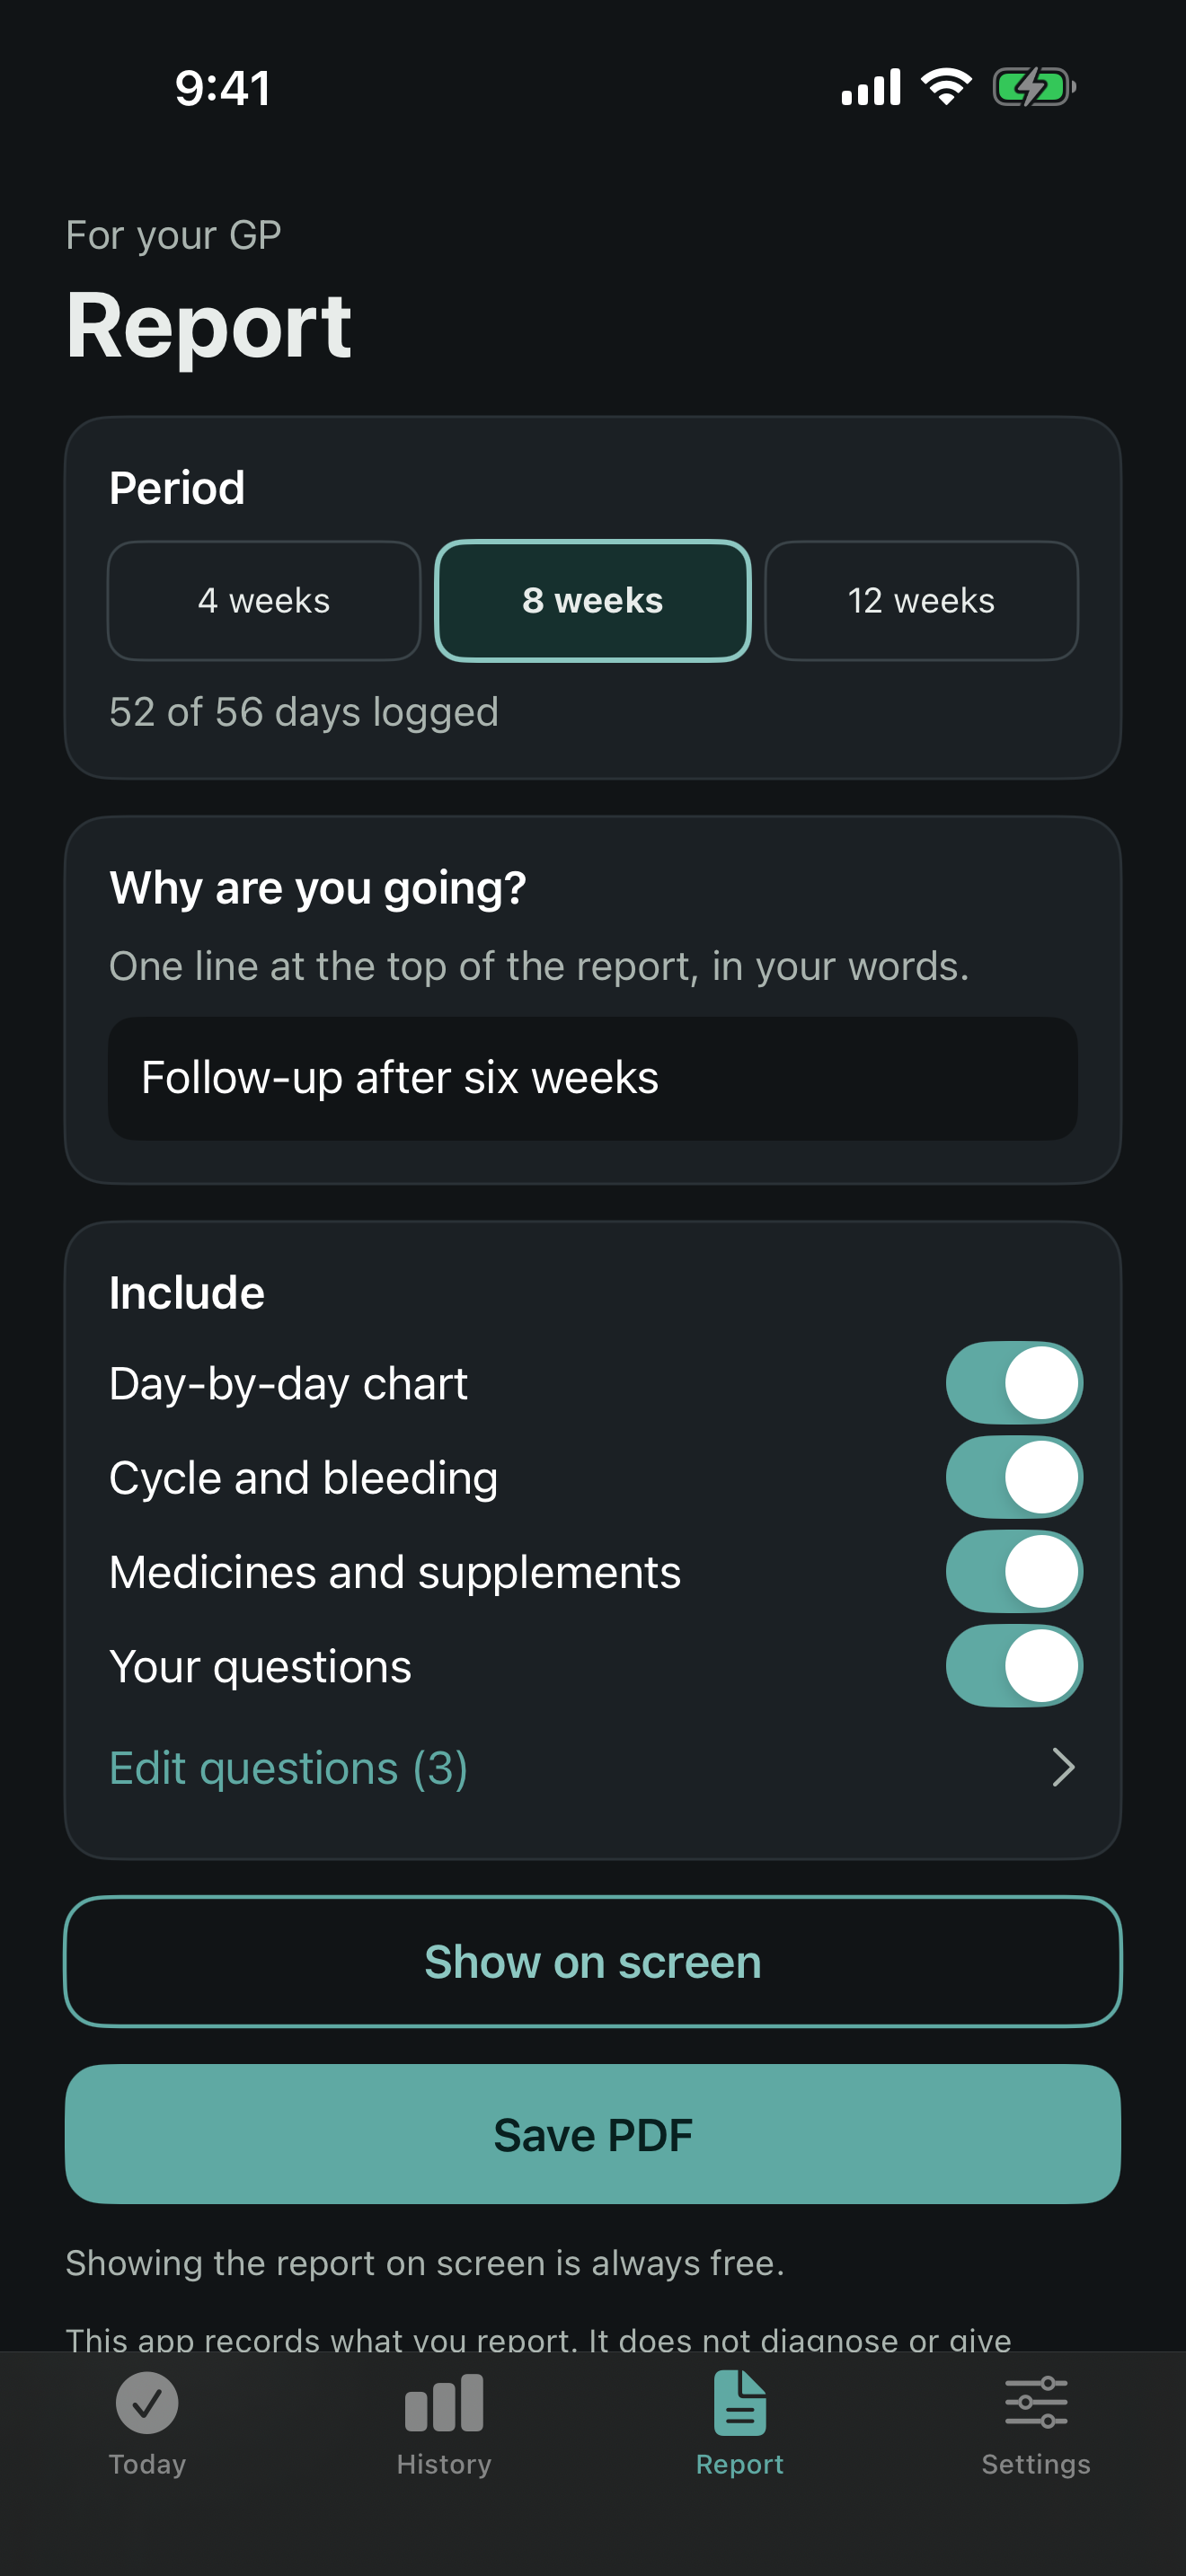 9:41
For your GP
Report
Period
4 weeks
8 weeks
12 weeks
52 of 56 days logged
Why are you going?
One line at the top of the report, in your words.
Follow-up after six weeks
Include
Day-by-day chart
Cycle and bleeding
Medicines and supplements
Your questions
Edit questions (3)
Show on screen
Save PDF
Showing the report on screen is always free.
This app records what you report. It does not diagnose or give
Today
History
Report
Settings